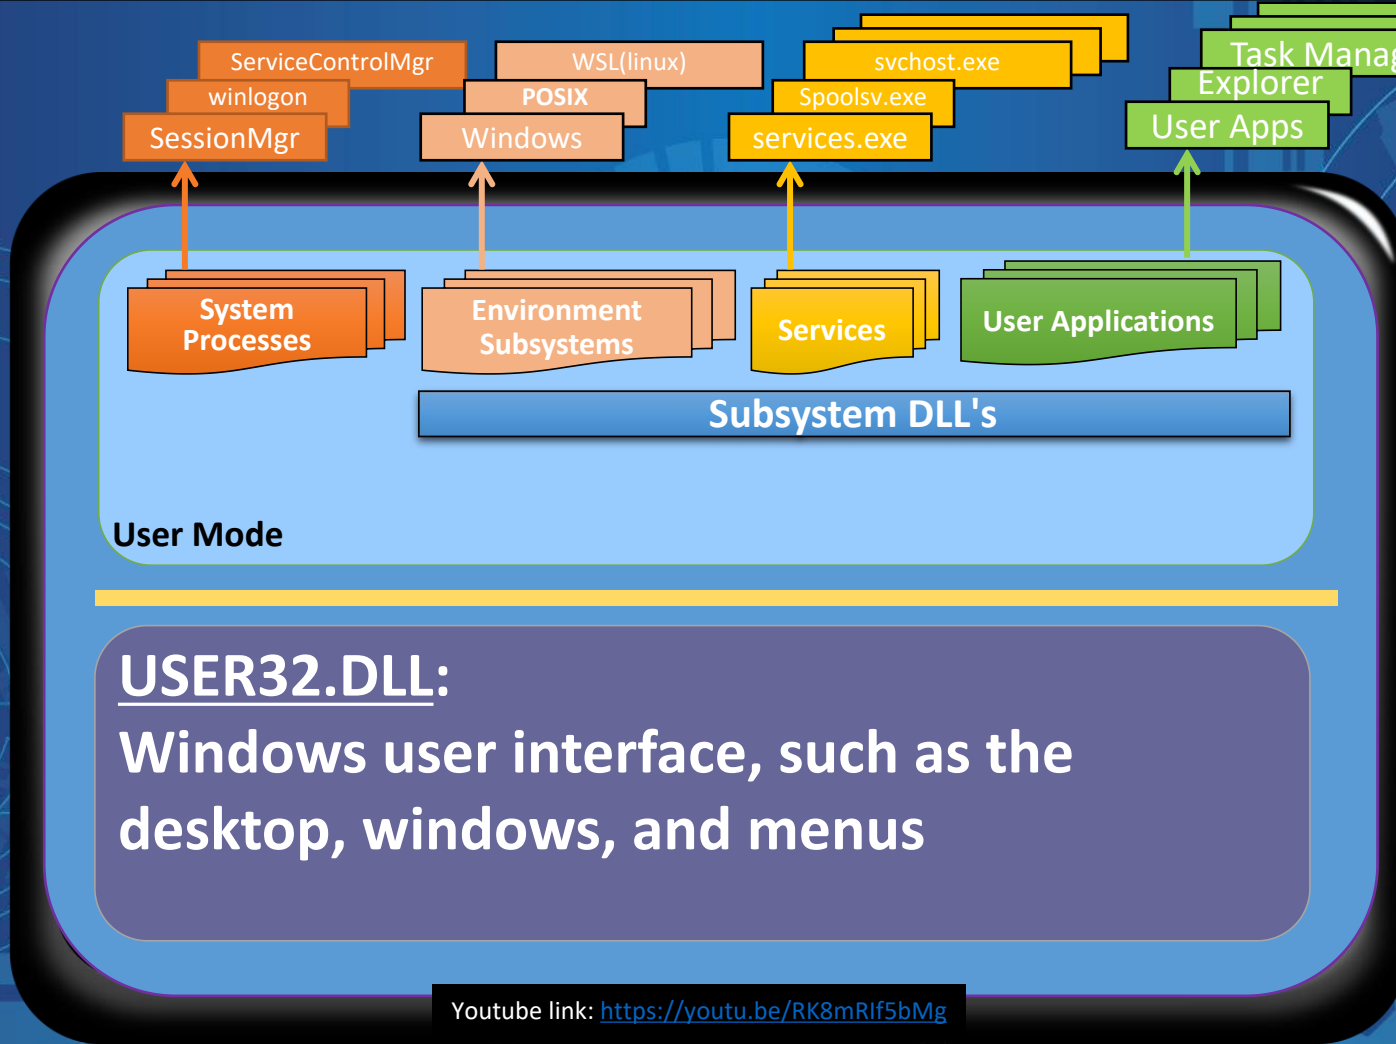 ServiceControlMgr
winlogon
SessionMgr
WSL(linux)
POSIX
Windows
svchost.exe
Spoolsv.exe
services.exe
Task Manag
Explorer
User Apps
System
Processes
Environment
Subsystems
Services
User Applications
Subsystem DLL's
User Mode
USER32.DLL:
Windows user interface, such as the
desktop, windows, and menus
Youtube link: https://youtu.be/RK8mRIf5bMg